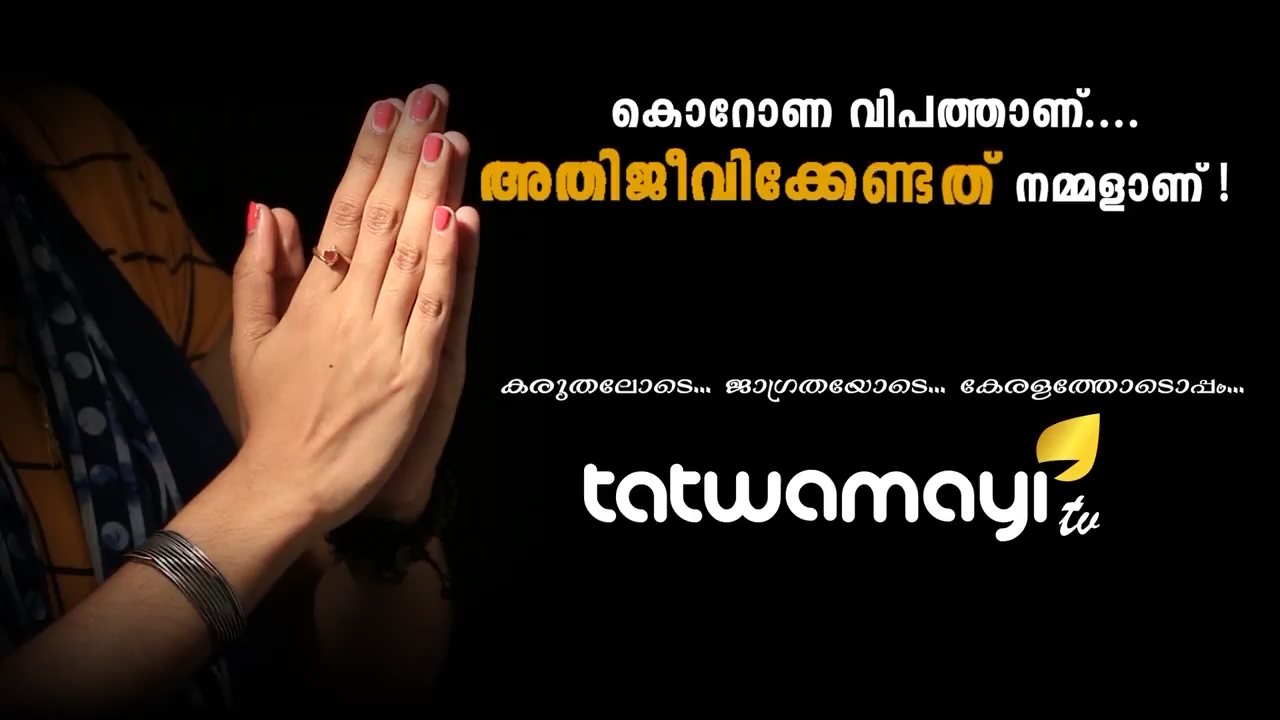 കൊറോണ വിപത്താണ്....
അതിജീവിക്കേണ്ടത് നമ്മളാണ് !
കരുതലോടെ... ജാഗ്രതയോടെ... കേരളത്തോടൊപ്പം...
tatwamayi
tv